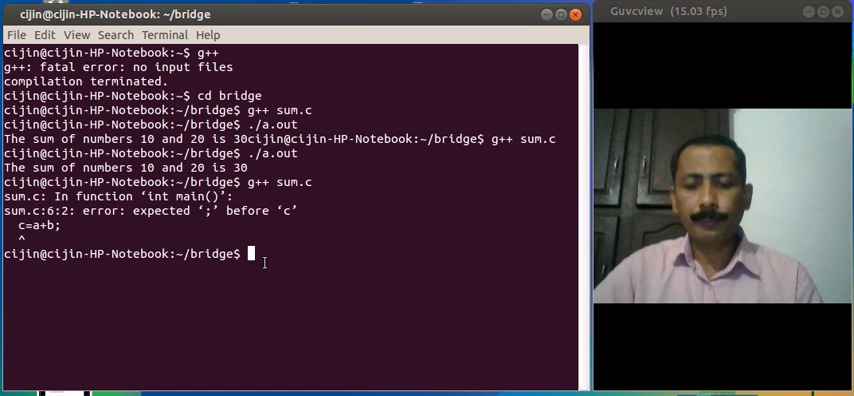 cijin@cijin-HP-Notebook: ~/bridge
File Edit View Search Terminal Help
cijin@cijin-HP-Notebook:~$ g++
g++: fatal error: no input files
compilation terminated.
cijin@cijin-HP-Notebook:~$ cd bridge
cijin@cijin-HP-Notebook:~/bridge$ g++ sum.c
cijin@cijin-HP-Notebook:~/bridge$ ./a.out
The sum of numbers 10 and 20 is 30cijin@cijin-HP-Notebook:~/bridge$ g++ sum.c
cijin@cijin-HP-Notebook:~/bridge$ ./a.out
The sum of numbers 10 and 20 is 30
cijin@cijin-HP-Notebook:~/bridge$ g++ sum.c
sum.c: In function ‘int main()’:
sum.c:6:2: error: expected ‘;’ before ‘c’
c=a+b;
^
cijin@cijin-HP-Notebook:~/bridge$
Guvcview (15.03 fps)